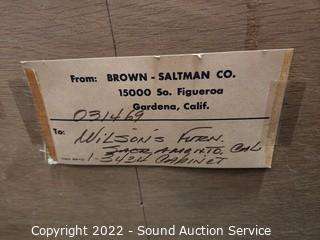 From: BROWN - SALTMAN CO.
15000 So. Figueroa
Gardena, Calif.
031469
To: WILSON'S FURN.
SACRAMONTO, CAL
1-3424 CABINET
Copyright 2022 - Sound Auction Service